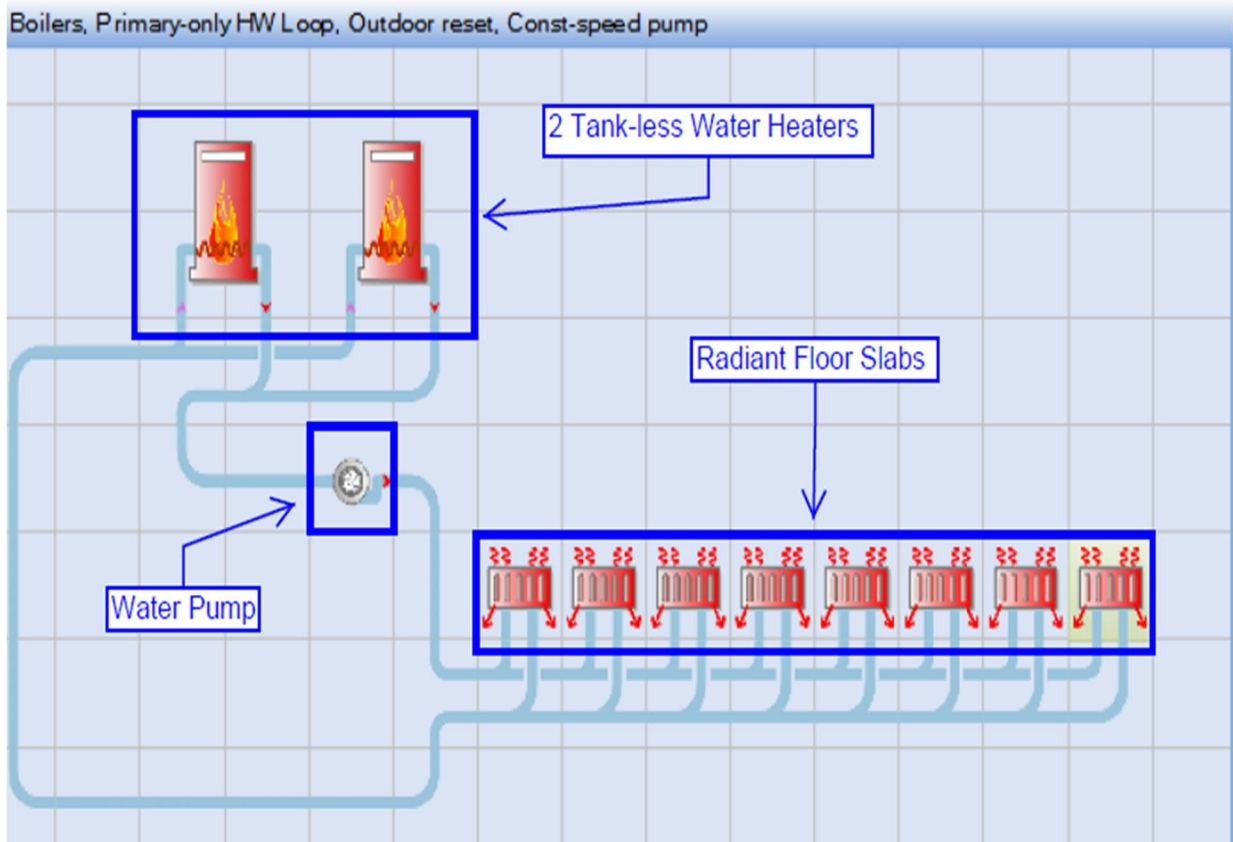 Boilers, Primary-only HW Loop, Outdoor reset, Const-speed pump
2 Tank-less Water Heaters
Radiant Floor Slabs
Water Pump